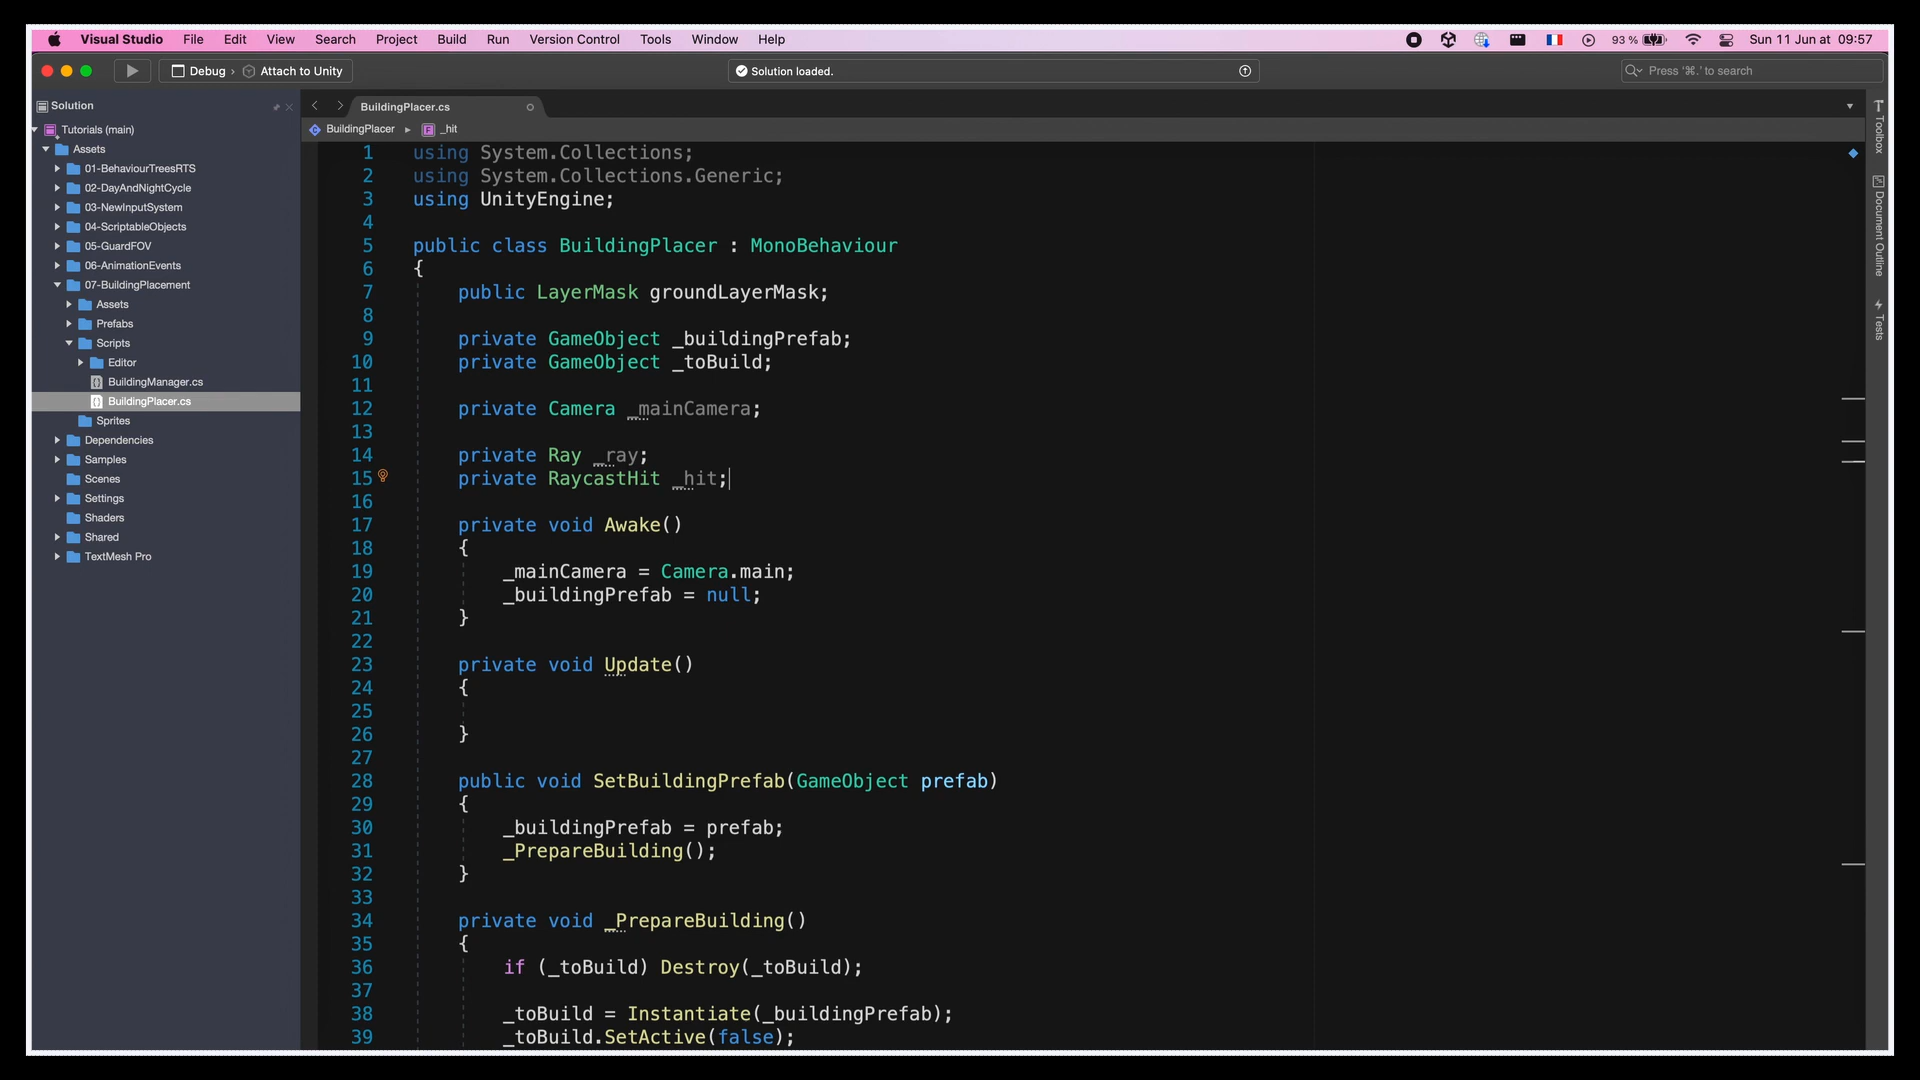 Visual Studio File Edit View Search Project Build Run Version Control Tools Window Help 93 % Sun 11 Jun at 09:57
Debug › Attach to Unity Solution loaded. Press '⌘.' to search
Solution
BuildingPlacer.cs
Tutorials (main)
Assets
01-BehaviourTreesRTS
02-DayAndNightCycle
03-NewInputSystem
04-ScriptableObjects
05-GuardFOV
06-AnimationEvents
07-BuildingPlacement
Assets
Prefabs
Scripts
Editor
BuildingManager.cs
BuildingPlacer.cs
Sprites
Dependencies
Samples
Scenes
Settings
Shaders
Shared
TextMesh Pro
BuildingPlacer ▸ F _hit
1 using System.Collections;
2 using System.Collections.Generic;
3 using UnityEngine;
4
5 public class BuildingPlacer : MonoBehaviour
6 {
7 public LayerMask groundLayerMask;
8
9 private GameObject _buildingPrefab;
10 private GameObject _toBuild;
11
12 private Camera _mainCamera;
13
14 private Ray _ray;
15 private RaycastHit _hit;
16
17 private void Awake()
18 {
19 _mainCamera = Camera.main;
20 _buildingPrefab = null;
21 }
22
23 private void Update()
24 {
25
26 }
27
28 public void SetBuildingPrefab(GameObject prefab)
29 {
30 _buildingPrefab = prefab;
31 _PrepareBuilding();
32 }
33
34 private void _PrepareBuilding()
35 {
36 if (_toBuild) Destroy(_toBuild);
37
38 _toBuild = Instantiate(_buildingPrefab);
39 _toBuild.SetActive(false);
Toolbox
Document Outline
Tests